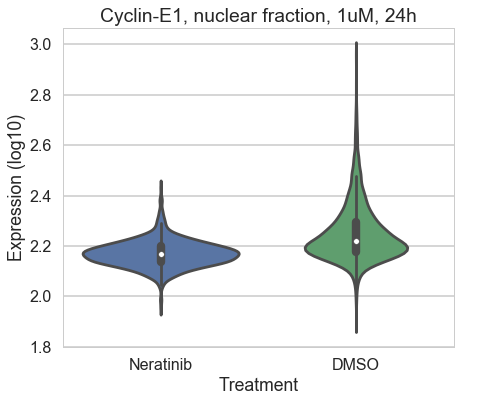 Cyclin-E1, nuclear fraction, 1uM, 24h
Expression (log10)
3.0
2.8
2.6
2.4
2.2
2.0
1.8
Neratinib
DMSO
Treatment